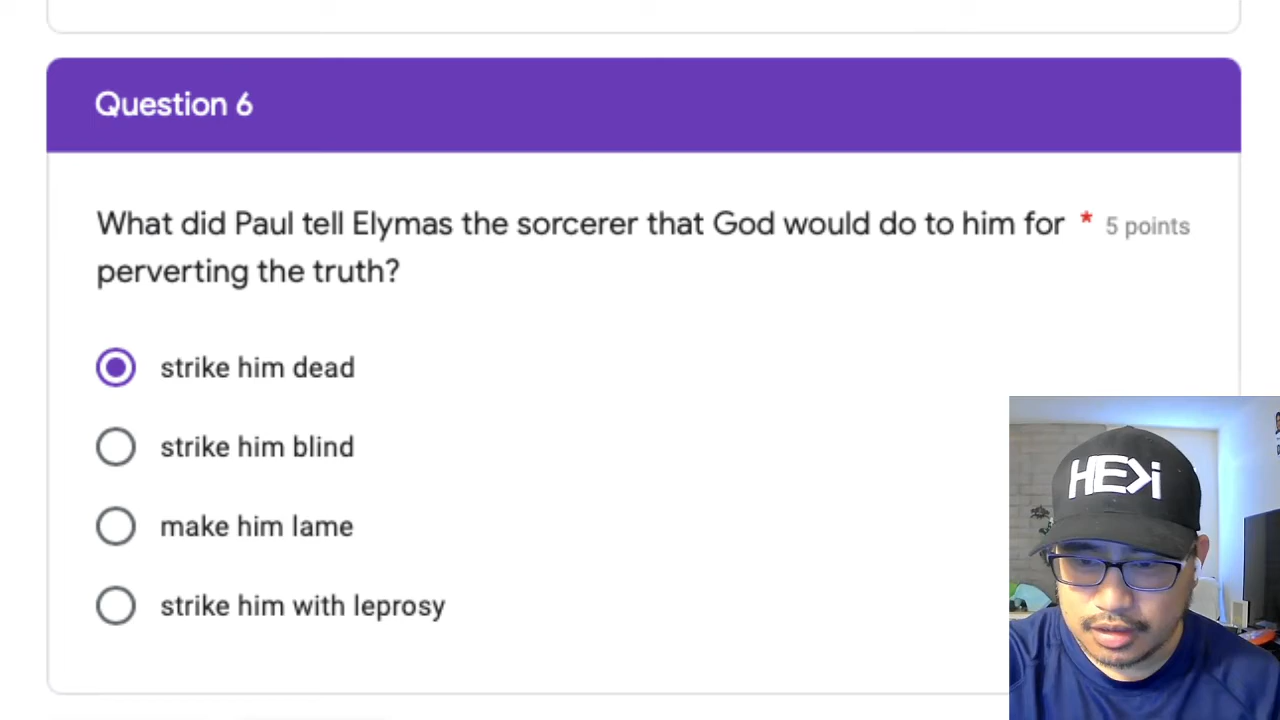 Question 6
What did Paul tell Elymas the sorcerer that God would do to him for * 5 points
perverting the truth?
strike him dead
strike him blind
make him lame
strike him with leprosy
HE>i